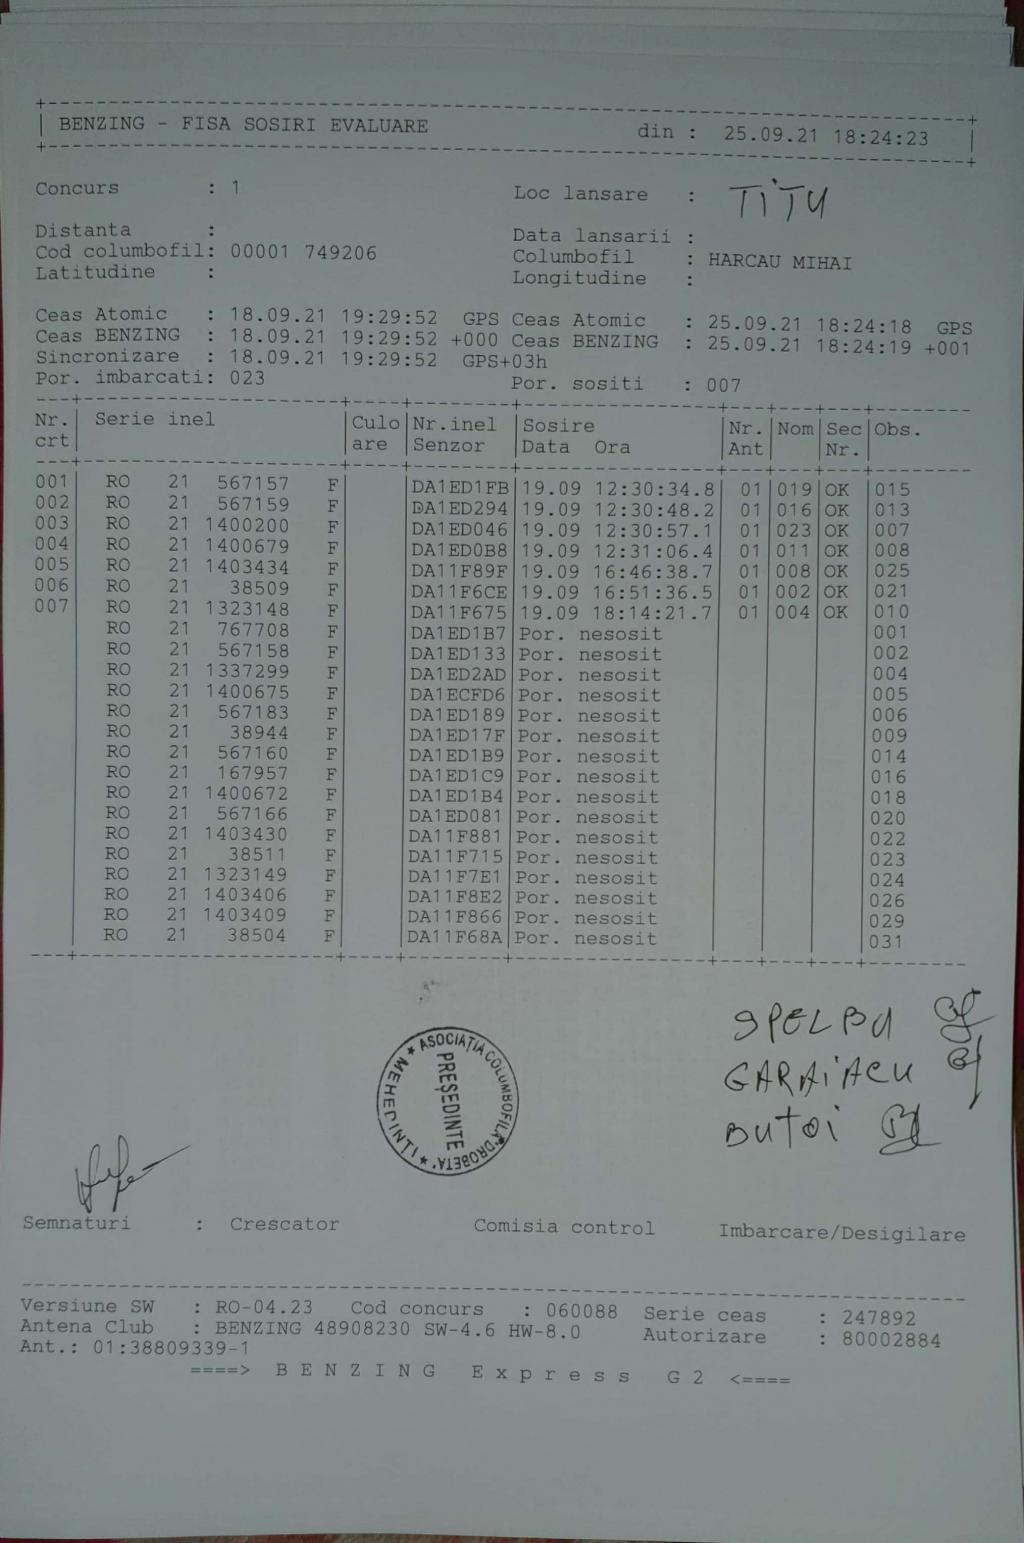 BENZING - FISA SOSIRI EVALUARE din : 25.09.21 18:24:23
Concurs : 1 Loc lansare : TITU
Distanta : Data lansarii :
Cod columbofil: 00001 749206 Columbofil : HARCAU MIHAI
Latitudine : Longitudine :
Ceas Atomic : 18.09.21 19:29:52 GPS Ceas Atomic : 25.09.21 18:24:18 GPS
Ceas BENZING : 18.09.21 19:29:52 +000 Ceas BENZING : 25.09.21 18:24:19 +001
Sincronizare : 18.09.21 19:29:52 GPS+03h
Por. imbarcati: 023 Por. sositi : 007
Nr. Serie inel Culo Nr.inel Sosire Nr. Nom Sec Obs.
crt are Senzor Data Ora Ant Nr.
001 RO 21 567157 F DA1ED1FB 19.09 12:30:34.8 01 019 OK 015
002 RO 21 567159 F DA1ED294 19.09 12:30:48.2 01 016 OK 013
003 RO 21 1400200 F DA1ED046 19.09 12:30:57.1 01 023 OK 007
004 RO 21 1400679 F DA1ED0B8 19.09 12:31:06.4 01 011 OK 008
005 RO 21 1403434 F DA11F89F 19.09 16:46:38.7 01 008 OK 025
006 RO 21 38509 F DA11F6CE 19.09 16:51:36.5 01 002 OK 021
007 RO 21 1323148 F DA11F675 19.09 18:14:21.7 01 004 OK 010
RO 21 767708 F DA1ED1B7 Por. nesosit 001
RO 21 567158 F DA1ED133 Por. nesosit 002
RO 21 1337299 F DA1ED2AD Por. nesosit 004
RO 21 1400675 F DA1ECFD6 Por. nesosit 005
RO 21 567183 F DA1ED189 Por. nesosit 006
RO 21 38944 F DA1ED17F Por. nesosit 009
RO 21 567160 F DA1ED1B9 Por. nesosit 014
RO 21 167957 F DA1ED1C9 Por. nesosit 016
RO 21 1400672 F DA1ED1B4 Por. nesosit 018
RO 21 567166 F DA1ED081 Por. nesosit 020
RO 21 1403430 F DA11F881 Por. nesosit 022
RO 21 38511 F DA11F715 Por. nesosit 023
RO 21 1323149 F DA11F7E1 Por. nesosit 024
RO 21 1403406 F DA11F8E2 Por. nesosit 026
RO 21 1403409 F DA11F866 Por. nesosit 029
RO 21 38504 F DA11F68A Por. nesosit 031
SPELBU
GARAIACU
BUTOI
ASOCIAȚIA COLUMBOFILĂ "DROBETA" * MEHEDINȚI *
PREȘEDINTE
Semnaturi : Crescator Comisia control Imbarcare/Desigilare
Versiune SW : RO-04.23 Cod concurs : 060088 Serie ceas : 247892
Antena Club : BENZING 48908230 SW-4.6 HW-8.0 Autorizare : 80002884
Ant.: 01:38809339-1
====> B E N Z I N G E x p r e s s G 2 <====